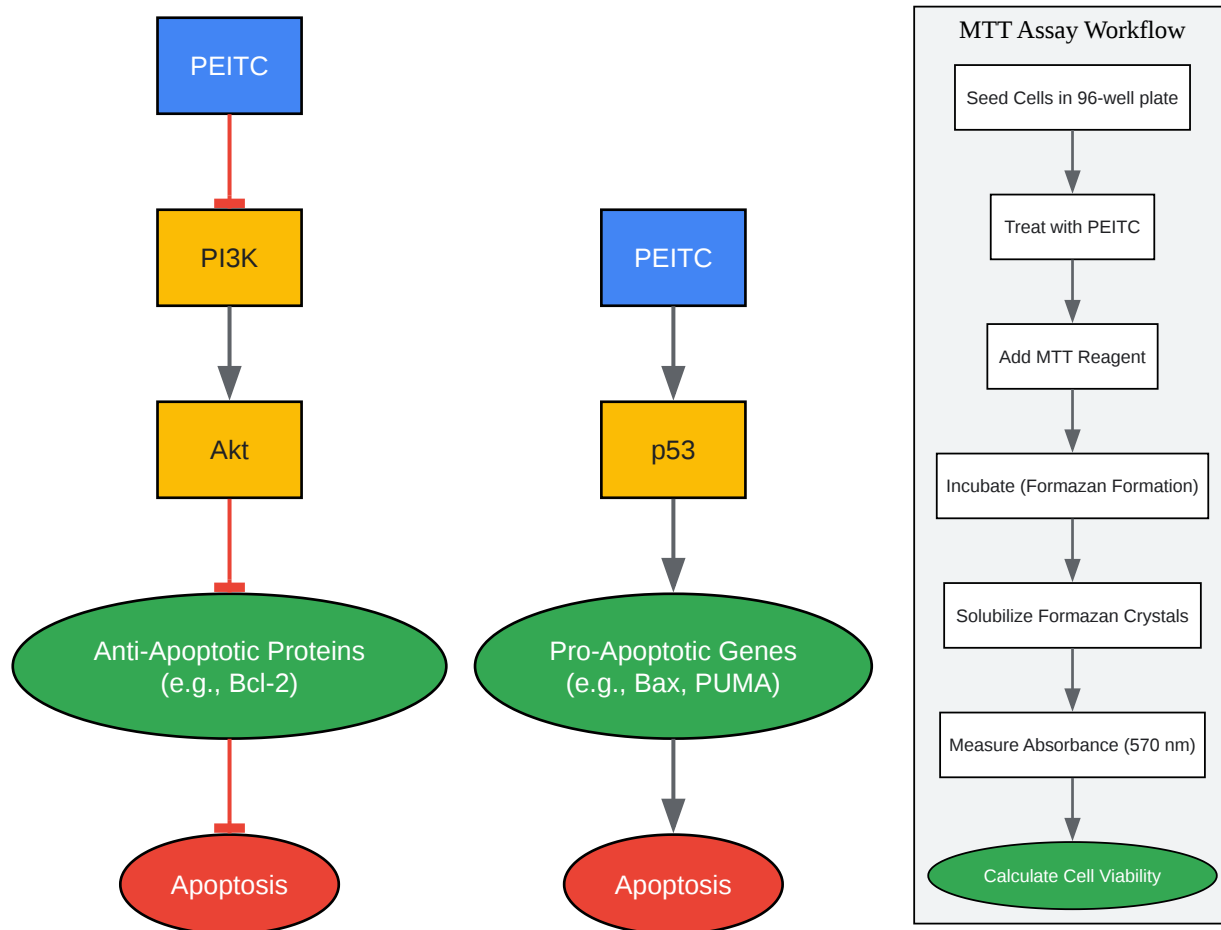 PEITC
PI3K
Akt
Anti-Apoptotic Proteins
(e.g., Bcl-2)
Apoptosis
PEITC
p53
Pro-Apoptotic Genes
(e.g., Bax, PUMA)
Apoptosis
MTT Assay Workflow
Seed Cells in 96-well plate
Treat with PEITC
Add MTT Reagent
Incubate (Formazan Formation)
Solubilize Formazan Crystals
Measure Absorbance (570 nm)
Calculate Cell Viability